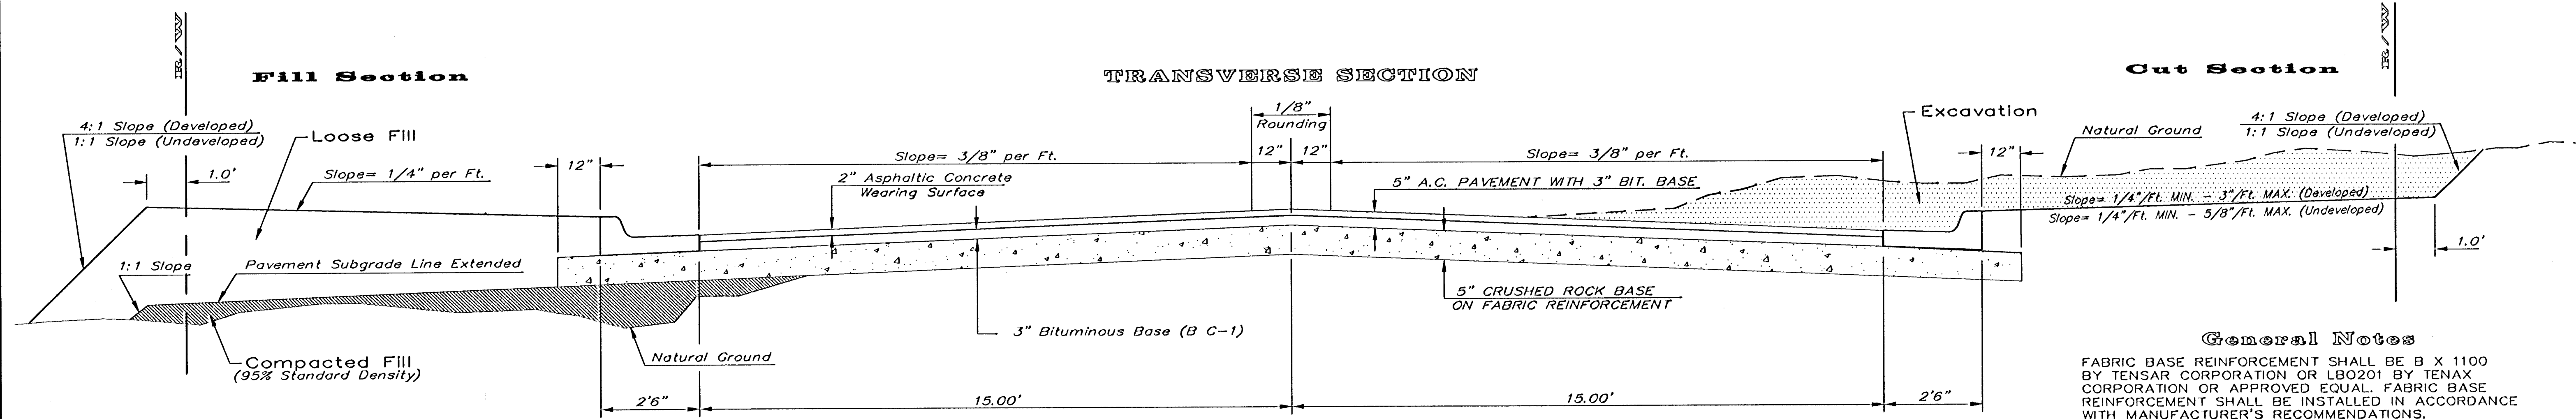 R/W
Fill Section
TRANSVERSE SECTION
Cut Section
R/W
4:1 Slope (Developed)
1:1 Slope (Undeveloped)
Loose Fill
1.0'
Slope= 1/4" per Ft.
12"
Slope= 3/8" per Ft.
2" Asphaltic Concrete
Wearing Surface
1/8"
Rounding
12"
12"
Slope= 3/8" per Ft.
5" A.C. PAVEMENT WITH 3" BIT. BASE
Excavation
Natural Ground
4:1 Slope (Developed)
1:1 Slope (Undeveloped)
12"
Slope= 1/4"/Ft. MIN. - 3"/Ft. MAX. (Developed)
Slope= 1/4"/Ft. MIN. - 5/8"/Ft. MAX. (Undeveloped)
1.0'
1:1 Slope
Pavement Subgrade Line Extended
5" CRUSHED ROCK BASE
ON FABRIC REINFORCEMENT
3" Bituminous Base (B C-1)
Compacted Fill
(95% Standard Density)
Natural Ground
2'6"
15.00'
15.00'
2'6"
General Notes
FABRIC BASE REINFORCEMENT SHALL BE B X 1100
BY TENSAR CORPORATION OR LBO201 BY TENAX
CORPORATION OR APPROVED EQUAL. FABRIC BASE
REINFORCEMENT SHALL BE INSTALLED IN ACCORDANCE
WITH MANUFACTURER'S RECOMMENDATIONS.